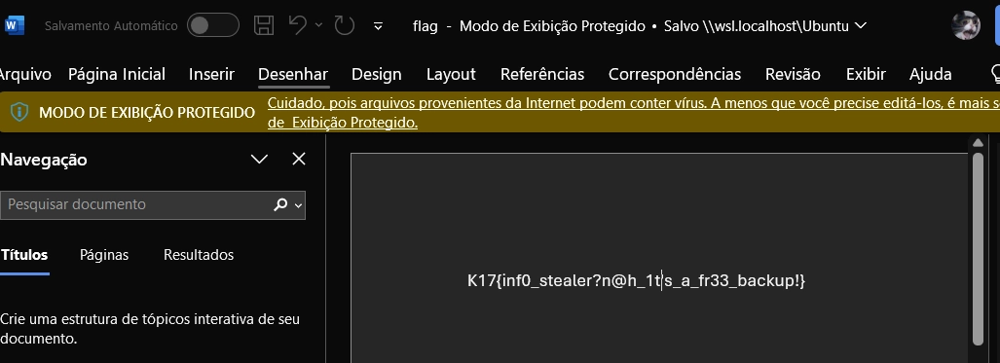 Salvamento Automático
flag - Modo de Exibição Protegido • Salvo \\wsl.localhost\Ubuntu
Arquivo Página Inicial Inserir Desenhar Design Layout Referências Correspondências Revisão Exibir Ajuda
MODO DE EXIBIÇÃO PROTEGIDO
Cuidado, pois arquivos provenientes da Internet podem conter vírus. A menos que você precise editá-los, é mais s
de Exibição Protegido.
Navegação
Pesquisar documento
Títulos Páginas Resultados
Crie uma estrutura de tópicos interativa de seu
documento.
K17{inf0_stealer?n@h_1t's_a_fr33_backup!}